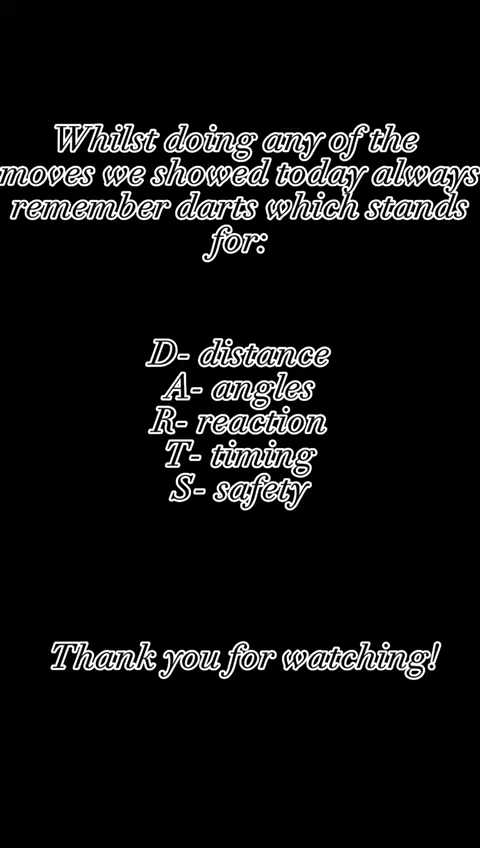 Whilst doing any of the
moves we showed today always
remember darts which stands
for:
D- distance
A- angles
R- reaction
T- timing
S- safety
Thank you for watching!